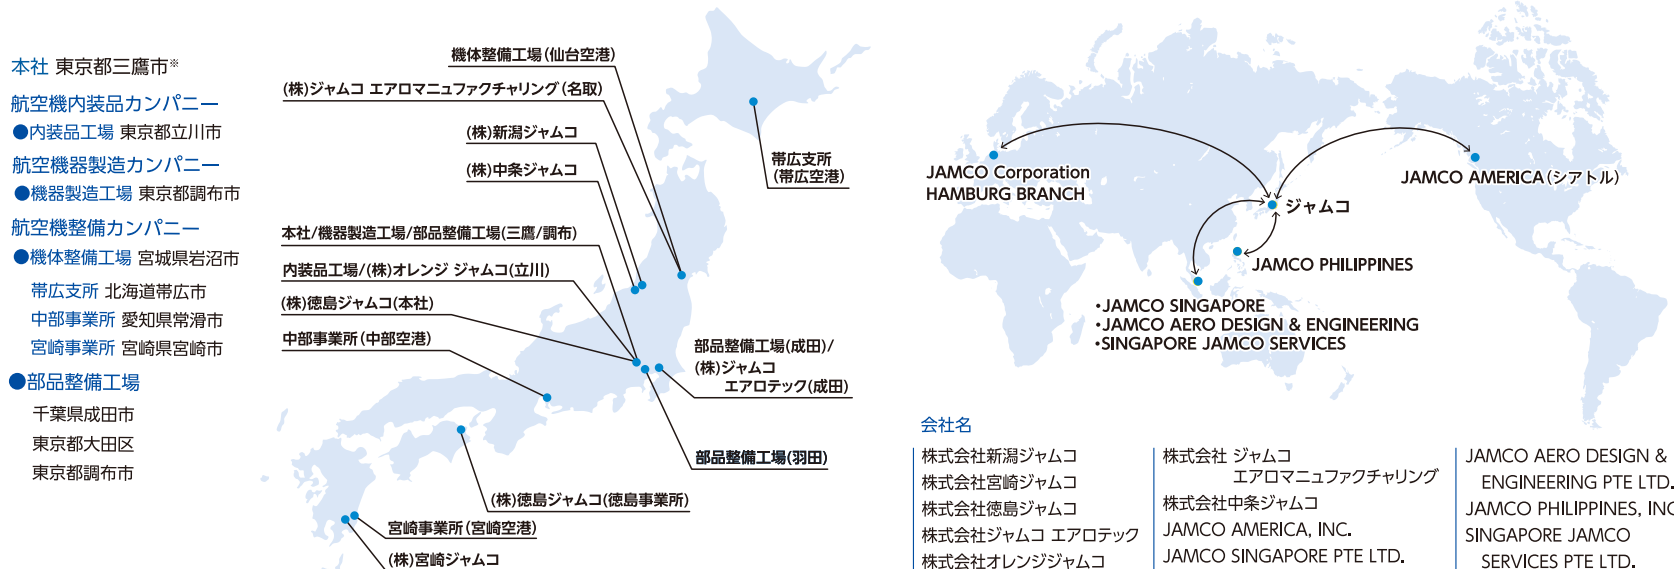 本社 東京都三鷹市※
航空機内装品カンパニー
●内装品工場 東京都立川市
航空機器製造カンパニー
●機器製造工場 東京都調布市
航空機整備カンパニー
●機体整備工場 宮城県岩沼市
帯広支所 北海道帯広市
中部事業所 愛知県常滑市
宮崎事業所 宮崎県宮崎市
●部品整備工場
千葉県成田市
東京都大田区
東京都調布市
機体整備工場(仙台空港)
(株)ジャムコ エアロマニュファクチャリング(名取)
(株)新潟ジャムコ
(株)中条ジャムコ
帯広支所
(帯広空港)
本社/機器製造工場/部品整備工場(三鷹/調布)
内装品工場/(株)オレンジ ジャムコ(立川)
(株)徳島ジャムコ(本社)
中部事業所(中部空港)
部品整備工場(成田)/
(株)ジャムコ
エアロテック(成田)
部品整備工場(羽田)
(株)徳島ジャムコ(徳島事業所)
宮崎事業所(宮崎空港)
(株)宮崎ジャムコ
JAMCO Corporation
HAMBURG BRANCH
JAMCO AMERICA(シアトル)
ジャムコ
JAMCO PHILIPPINES
・JAMCO SINGAPORE
・JAMCO AERO DESIGN & ENGINEERING
・SINGAPORE JAMCO SERVICES
会社名
株式会社新潟ジャムコ
株式会社宮崎ジャムコ
株式会社徳島ジャムコ
株式会社ジャムコ エアロテック
株式会社オレンジジャムコ
株式会社 ジャムコ
エアロマニュファクチャリング
株式会社中条ジャムコ
JAMCO AMERICA, INC.
JAMCO SINGAPORE PTE LTD.
JAMCO AERO DESIGN &
ENGINEERING PTE LTD.
JAMCO PHILIPPINES, INC
SINGAPORE JAMCO
SERVICES PTE LTD.